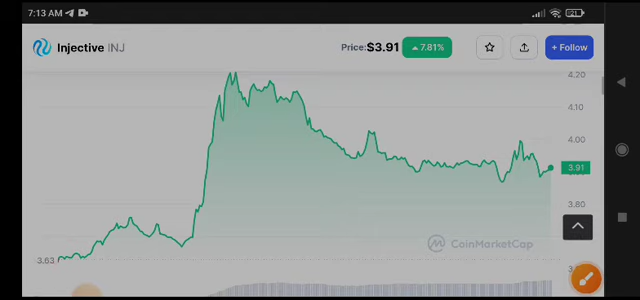 7:13 AM
21
Injective INJ
Price:$3.91 7.81%
+ Follow
4.20
4.10
4.00
3.91
3.80
3.63
CoinMarketCap